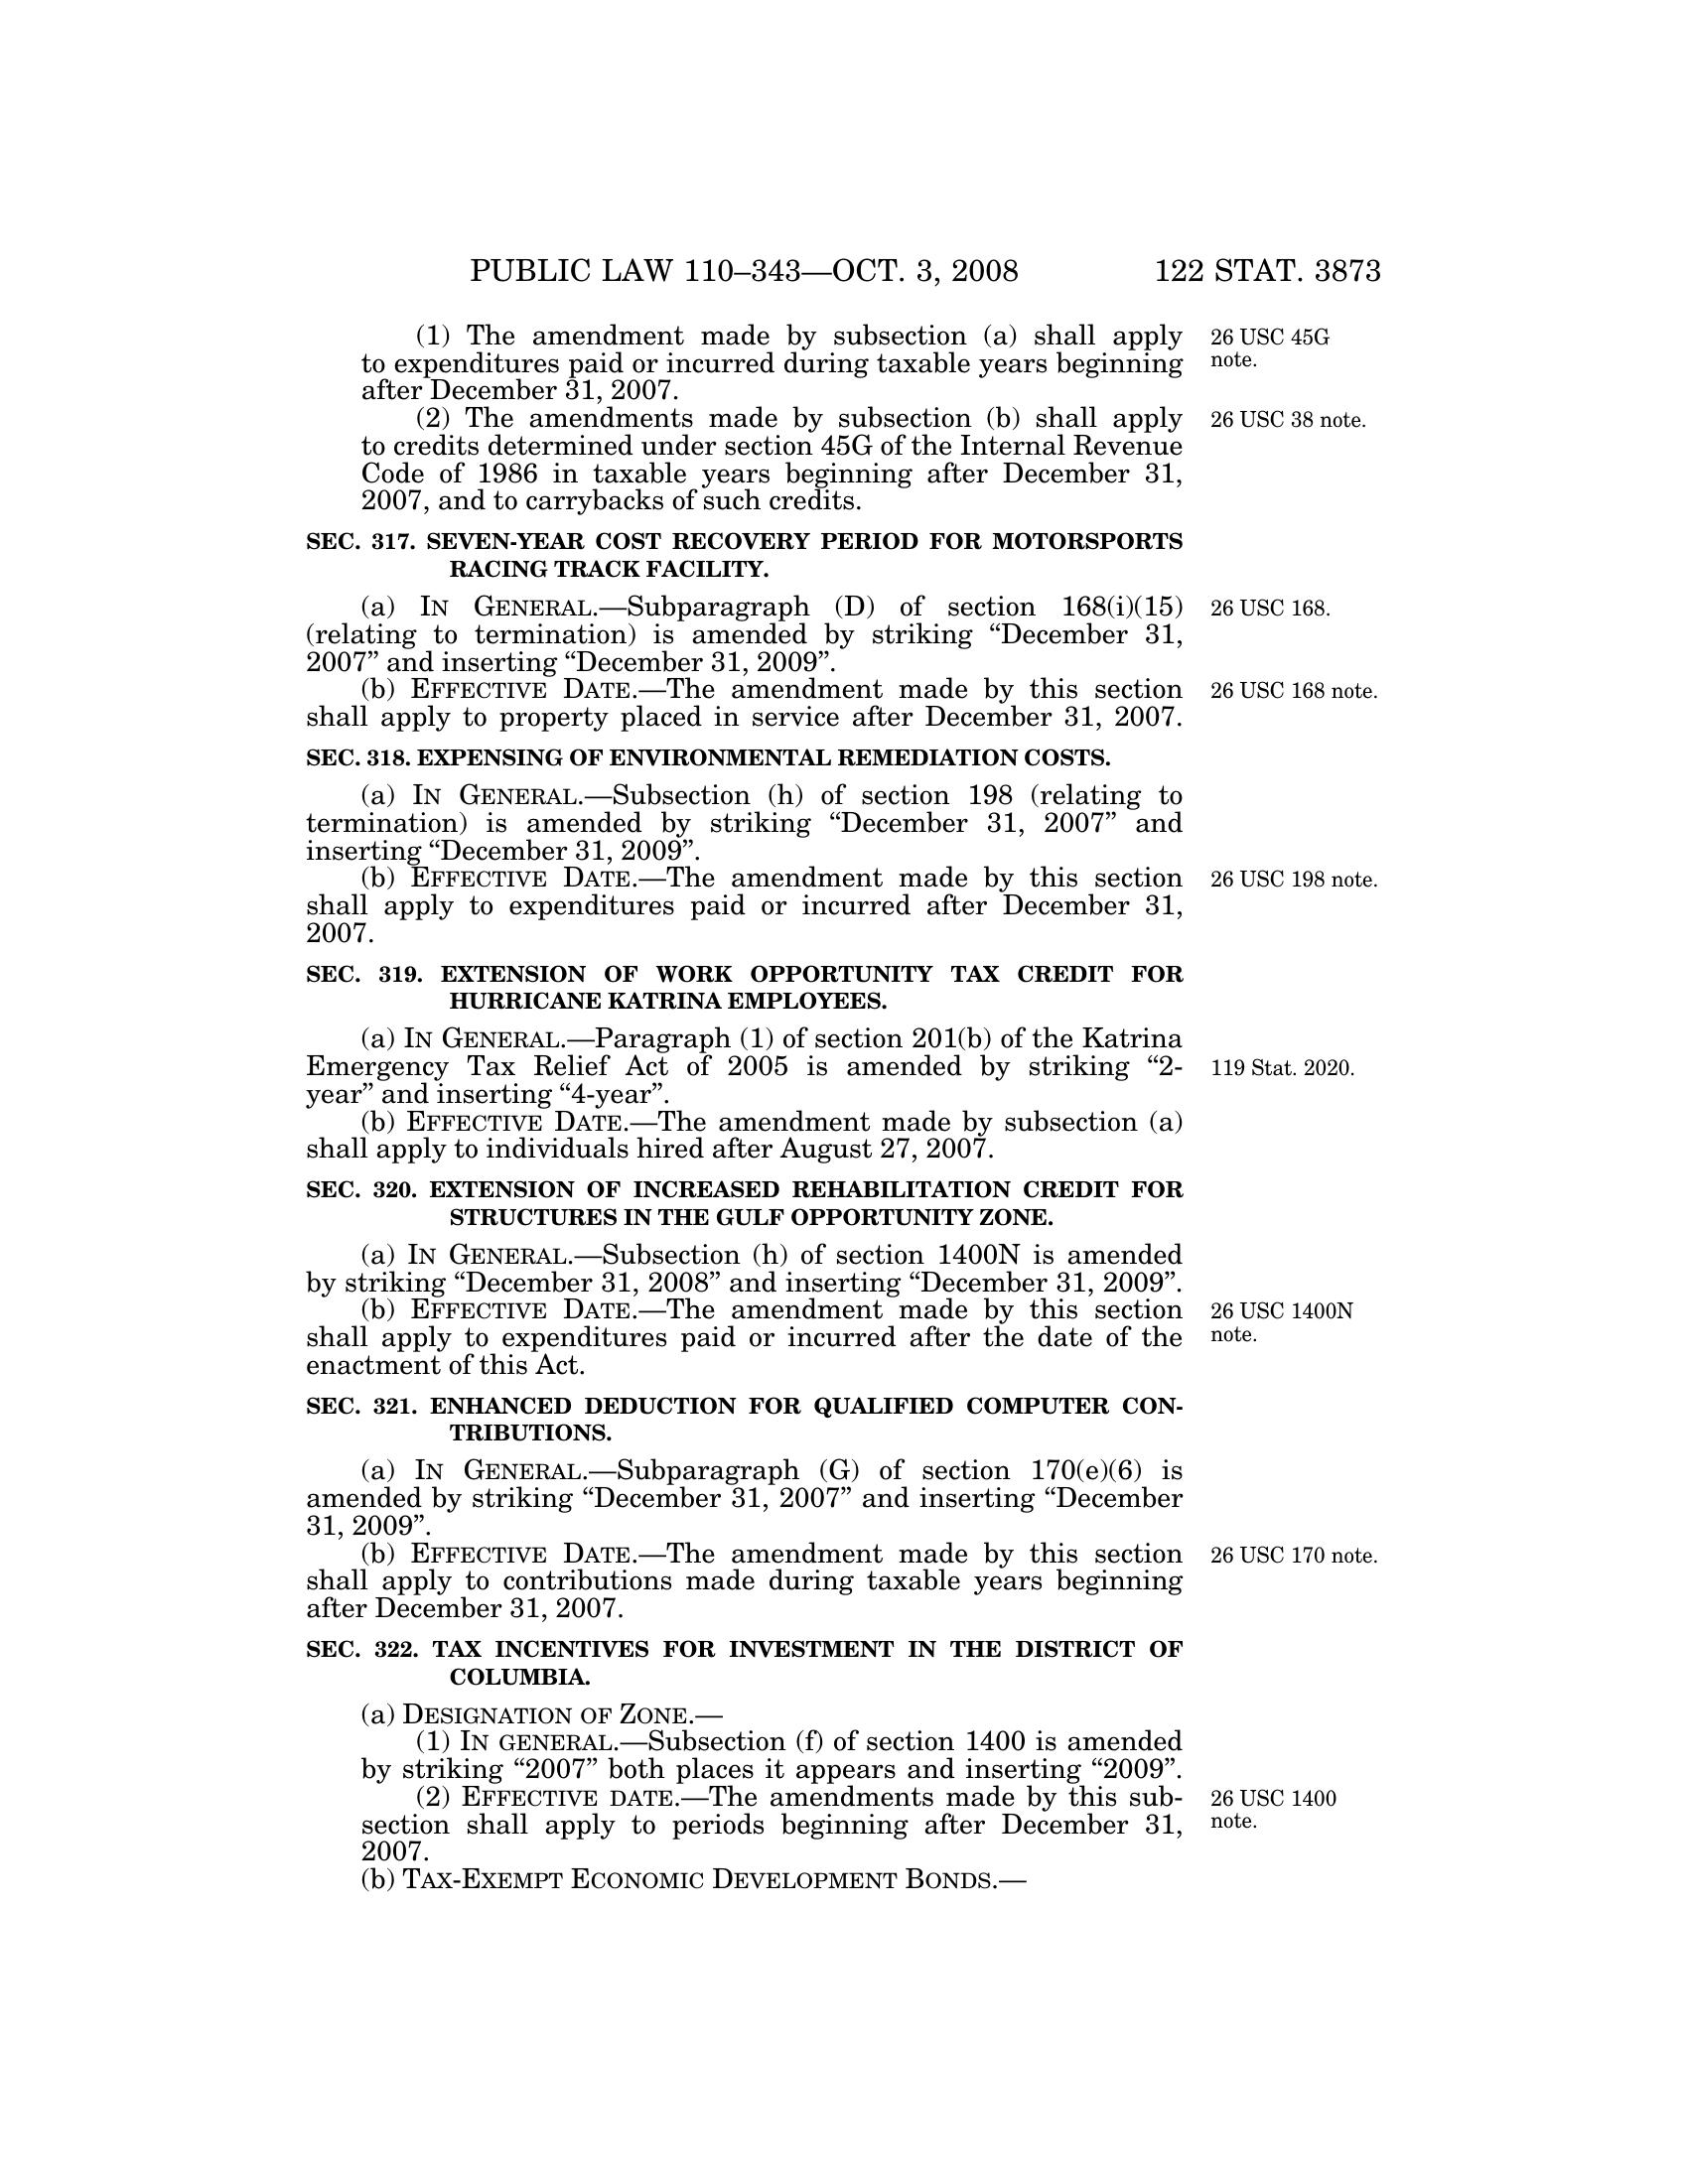 PUBLIC LAW 110–343—OCT. 3, 2008 122 STAT. 3873
(1) The amendment made by subsection (a) shall apply
to expenditures paid or incurred during taxable years beginning
after December 31, 2007.
(2) The amendments made by subsection (b) shall apply
to credits determined under section 45G of the Internal Revenue
Code of 1986 in taxable years beginning after December 31,
2007, and to carrybacks of such credits.
SEC. 317. SEVEN-YEAR COST RECOVERY PERIOD FOR MOTORSPORTS
RACING TRACK FACILITY.
(a) IN GENERAL.—Subparagraph (D) of section 168(i)(15)
(relating to termination) is amended by striking “December 31,
2007” and inserting “December 31, 2009”.
(b) EFFECTIVE DATE.—The amendment made by this section
shall apply to property placed in service after December 31, 2007.
SEC. 318. EXPENSING OF ENVIRONMENTAL REMEDIATION COSTS.
(a) IN GENERAL.—Subsection (h) of section 198 (relating to
termination) is amended by striking “December 31, 2007” and
inserting “December 31, 2009”.
(b) EFFECTIVE DATE.—The amendment made by this section
shall apply to expenditures paid or incurred after December 31,
2007.
SEC. 319. EXTENSION OF WORK OPPORTUNITY TAX CREDIT FOR
HURRICANE KATRINA EMPLOYEES.
(a) IN GENERAL.—Paragraph (1) of section 201(b) of the Katrina
Emergency Tax Relief Act of 2005 is amended by striking “2-
year” and inserting “4-year”.
(b) EFFECTIVE DATE.—The amendment made by subsection (a)
shall apply to individuals hired after August 27, 2007.
SEC. 320. EXTENSION OF INCREASED REHABILITATION CREDIT FOR
STRUCTURES IN THE GULF OPPORTUNITY ZONE.
(a) IN GENERAL.—Subsection (h) of section 1400N is amended
by striking “December 31, 2008” and inserting “December 31, 2009”.
(b) EFFECTIVE DATE.—The amendment made by this section
shall apply to expenditures paid or incurred after the date of the
enactment of this Act.
SEC. 321. ENHANCED DEDUCTION FOR QUALIFIED COMPUTER CON-
TRIBUTIONS.
(a) IN GENERAL.—Subparagraph (G) of section 170(e)(6) is
amended by striking “December 31, 2007” and inserting “December
31, 2009”.
(b) EFFECTIVE DATE.—The amendment made by this section
shall apply to contributions made during taxable years beginning
after December 31, 2007.
SEC. 322. TAX INCENTIVES FOR INVESTMENT IN THE DISTRICT OF
COLUMBIA.
(a) DESIGNATION OF ZONE.—
(1) IN GENERAL.—Subsection (f) of section 1400 is amended
by striking “2007” both places it appears and inserting “2009”.
(2) EFFECTIVE DATE.—The amendments made by this sub-
section shall apply to periods beginning after December 31,
2007.
(b) TAX-EXEMPT ECONOMIC DEVELOPMENT BONDS.—
26 USC 45G
note.
26 USC 38 note.
26 USC 168.
26 USC 168 note.
26 USC 198 note.
119 Stat. 2020.
26 USC 1400N
note.
26 USC 170 note.
26 USC 1400
note.